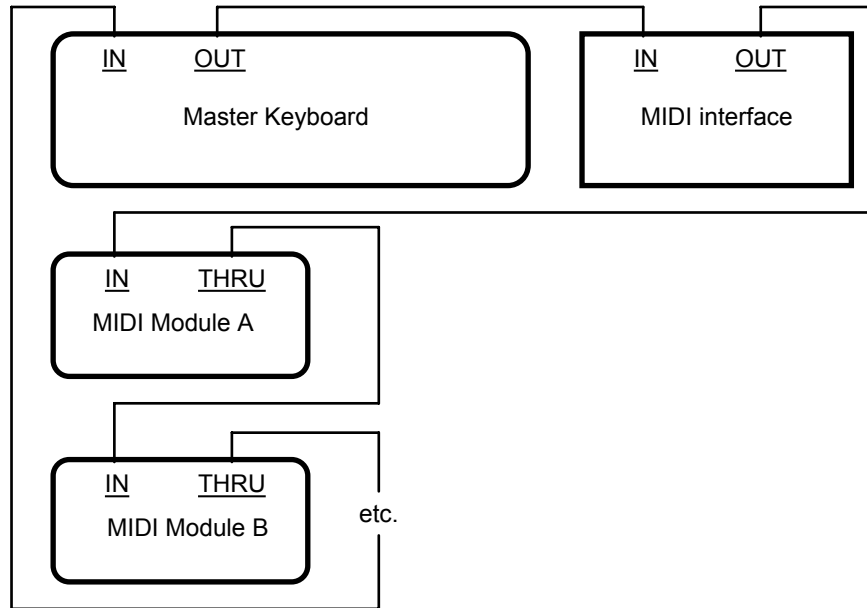 IN OUT
Master Keyboard
IN OUT
MIDI interface
IN THRU
MIDI Module A
IN THRU
MIDI Module B
etc.